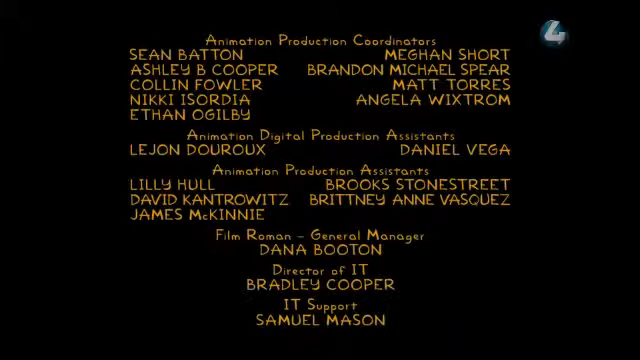 4
Animation Production Coordinators
SEAN BATTON MEGHAN SHORT
ASHLEY B COOPER BRANDON MICHAEL SPEAR
COLLIN FOWLER MATT TORRES
NIKKI ISORDIA ANGELA WIXTROM
ETHAN OGILBY
Animation Digital Production Assistants
LEJON DOUROUX DANIEL VEGA
Animation Production Assistants
LILLY HULL BROOKS STONESTREET
DAVID KANTROWITZ BRITTNEY ANNE VASQUEZ
JAMES McKINNIE
Film Roman – General Manager
DANA BOOTON
Director of IT
BRADLEY COOPER
IT Support
SAMUEL MASON